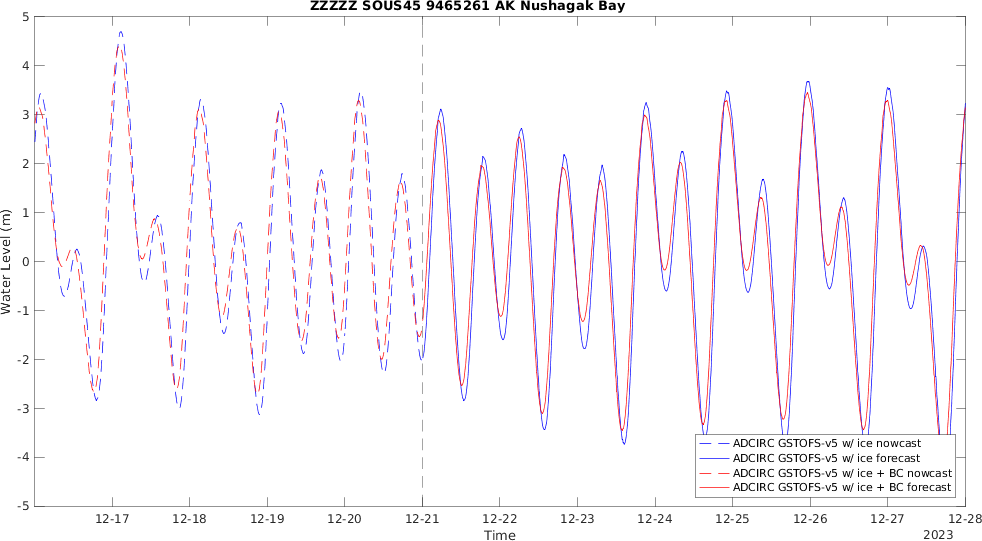 ZZZZZ SOUS45 9465261 AK Nushagak Bay
5
4
3
2
1
0
-1
-2
-3
-4
-5
Water Level (m)
ADCIRC GSTOFS-v5 w/ ice nowcast
ADCIRC GSTOFS-v5 w/ ice forecast
ADCIRC GSTOFS-v5 w/ ice + BC nowcast
ADCIRC GSTOFS-v5 w/ ice + BC forecast
12-17 12-18 12-19 12-20 12-21 12-22 12-23 12-24 12-25 12-26 12-27 12-28
Time
2023